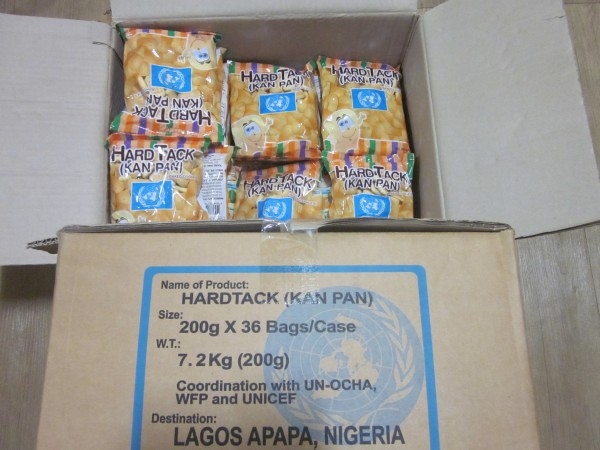 HARD TACK
(KAN PAN)
HARD TACK
(KAN PAN)
HARD TACK
(KAN PAN)
HARD TACK
(KAN PAN)
HARD TACK
(KAN PAN)
HARD TACK
(KAN PAN)
Name of Product:
HARDTACK (KAN PAN)
Size:
200g X 36 Bags/Case
W.T.:
7.2Kg (200g)
Coordination with UN-OCHA,
WFP and UNICEF
Destination:
LAGOS APAPA, NIGERIA